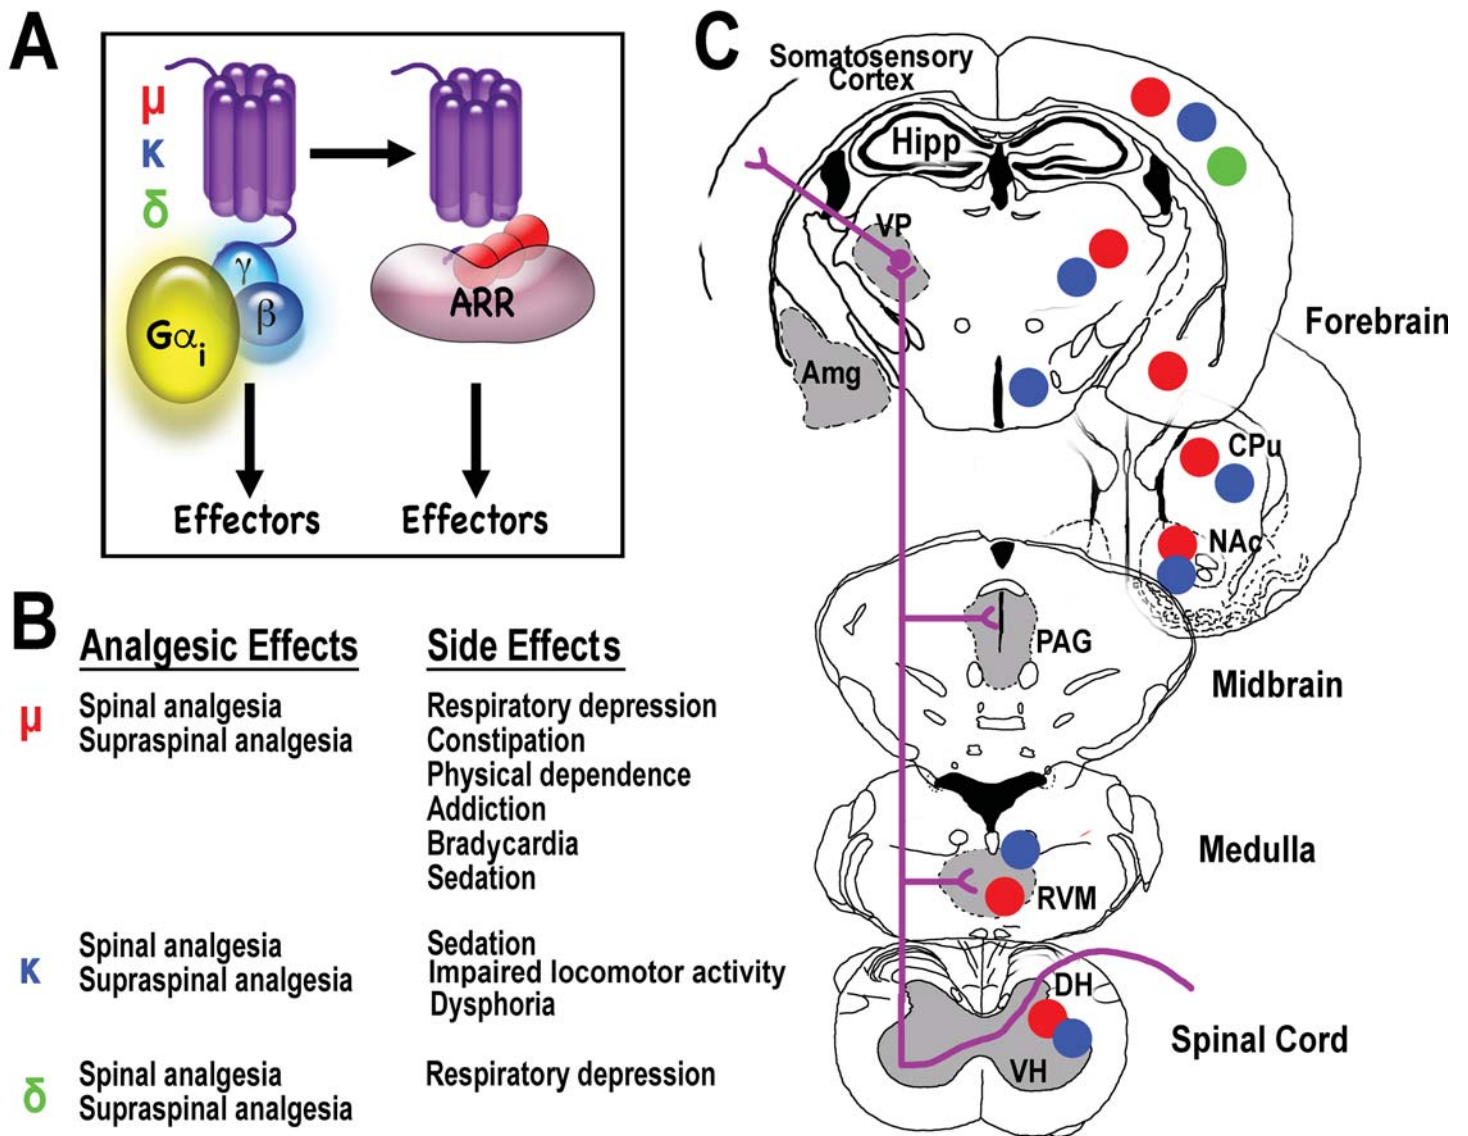 A
μ
κ
δ
γ
β
Gαi
ARR
Effectors
Effectors
B
Analgesic Effects
Side Effects
μ
Spinal analgesia
Supraspinal analgesia
Respiratory depression
Constipation
Physical dependence
Addiction
Bradycardia
Sedation
κ
Spinal analgesia
Supraspinal analgesia
Sedation
Impaired locomotor activity
Dysphoria
δ
Spinal analgesia
Supraspinal analgesia
Respiratory depression
C
Somatosensory
Cortex
Hipp
VP
Amg
Forebrain
CPu
NAc
PAG
Midbrain
RVM
Medulla
DH
VH
Spinal Cord